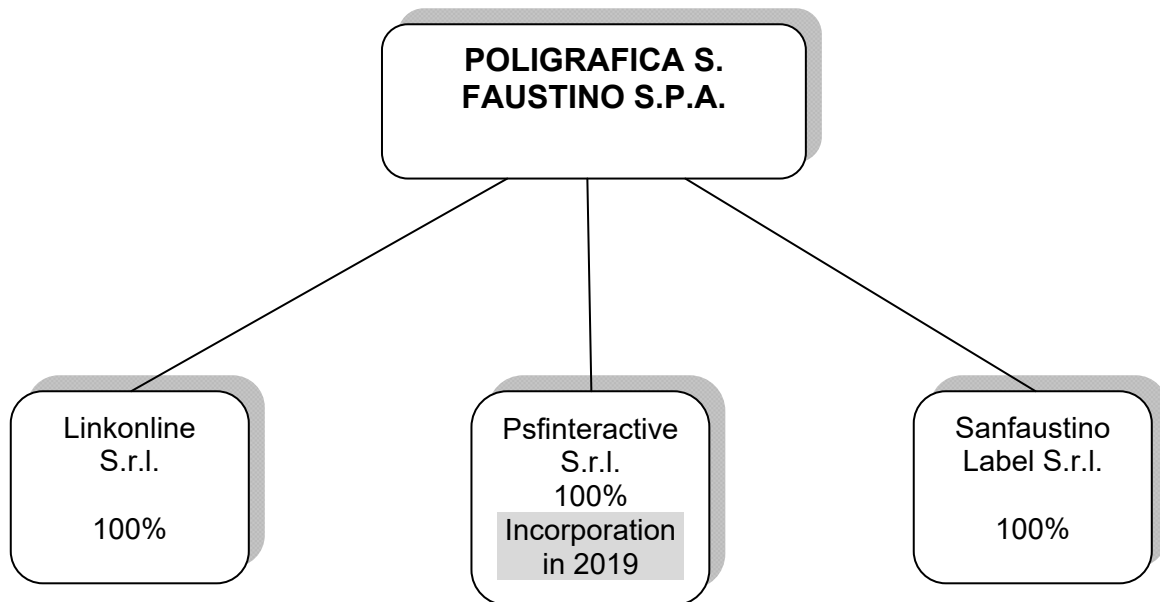 POLIGRAFICA S.
FAUSTINO S.P.A.
Linkonline
S.r.l.
100%
Psfinteractive
S.r.l.
100%
Incorporation
in 2019
Sanfaustino
Label S.r.l.
100%